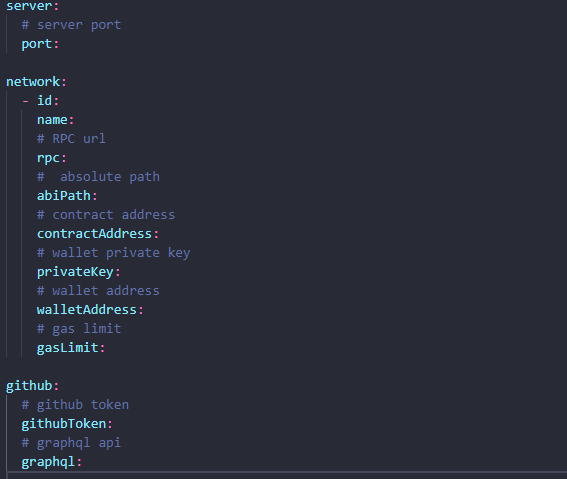 server:
# server port
port:
network:
- id:
name:
# RPC url
rpc:
#  absolute path
abiPath:
# contract address
contractAddress:
# wallet private key
privateKey:
# wallet address
walletAddress:
# gas limit
gasLimit:
github:
# github token
githubToken:
# graphql api
graphql: